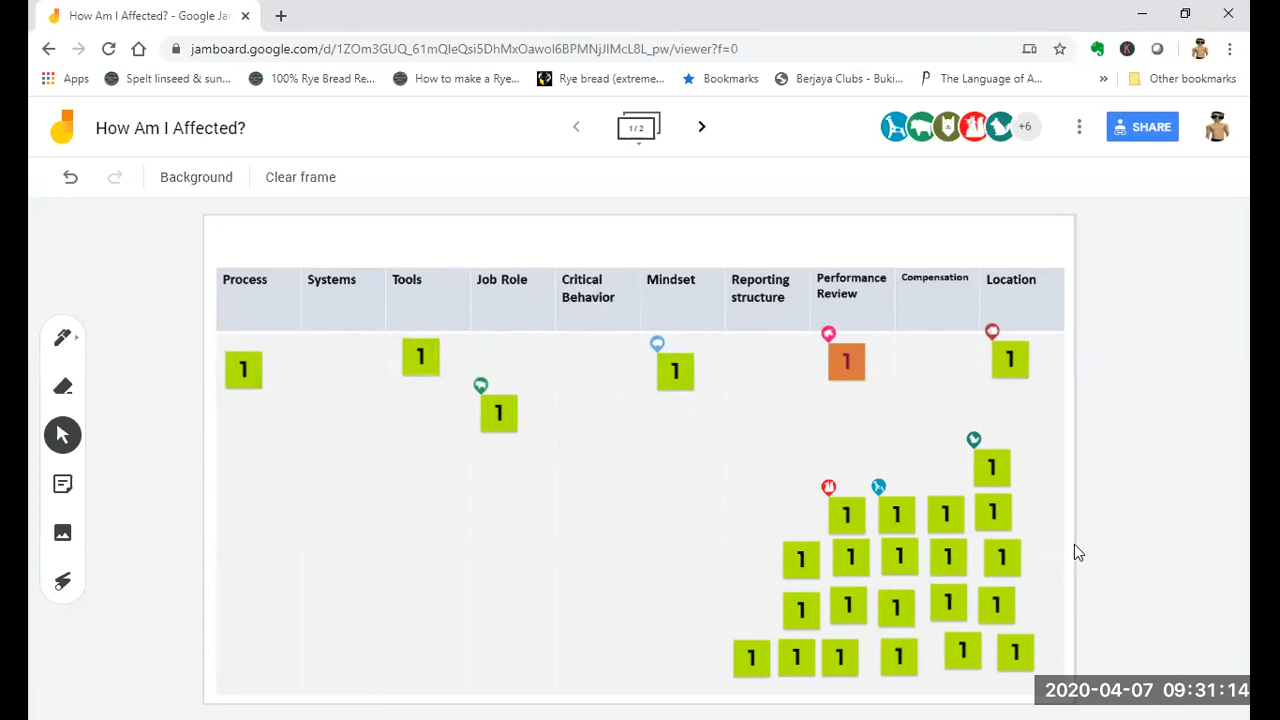 How Am I Affected? - Google Jar
jamboard.google.com/d/1ZOm3GUQ_61mQIeQsi5DhMxOawol6BPMNjJIMcL8L_pw/viewer?f=0
Apps Spelt linseed & sun... 100% Rye Bread Re... How to make a Rye... Rye bread (extreme... Bookmarks Berjaya Clubs - Buki... The Language of A... » Other bookmarks
How Am I Affected?
1 / 2
+6
SHARE
Background Clear frame
Process Systems Tools Job Role Critical Behavior Mindset Reporting structure Performance Review Compensation Location
1 1 1 1 1
1
1
1
1 1 1 1
1 1 1 1 1
1 1 1 1 1
1 1 1 1 1 1
2020-04-07 09:31:14